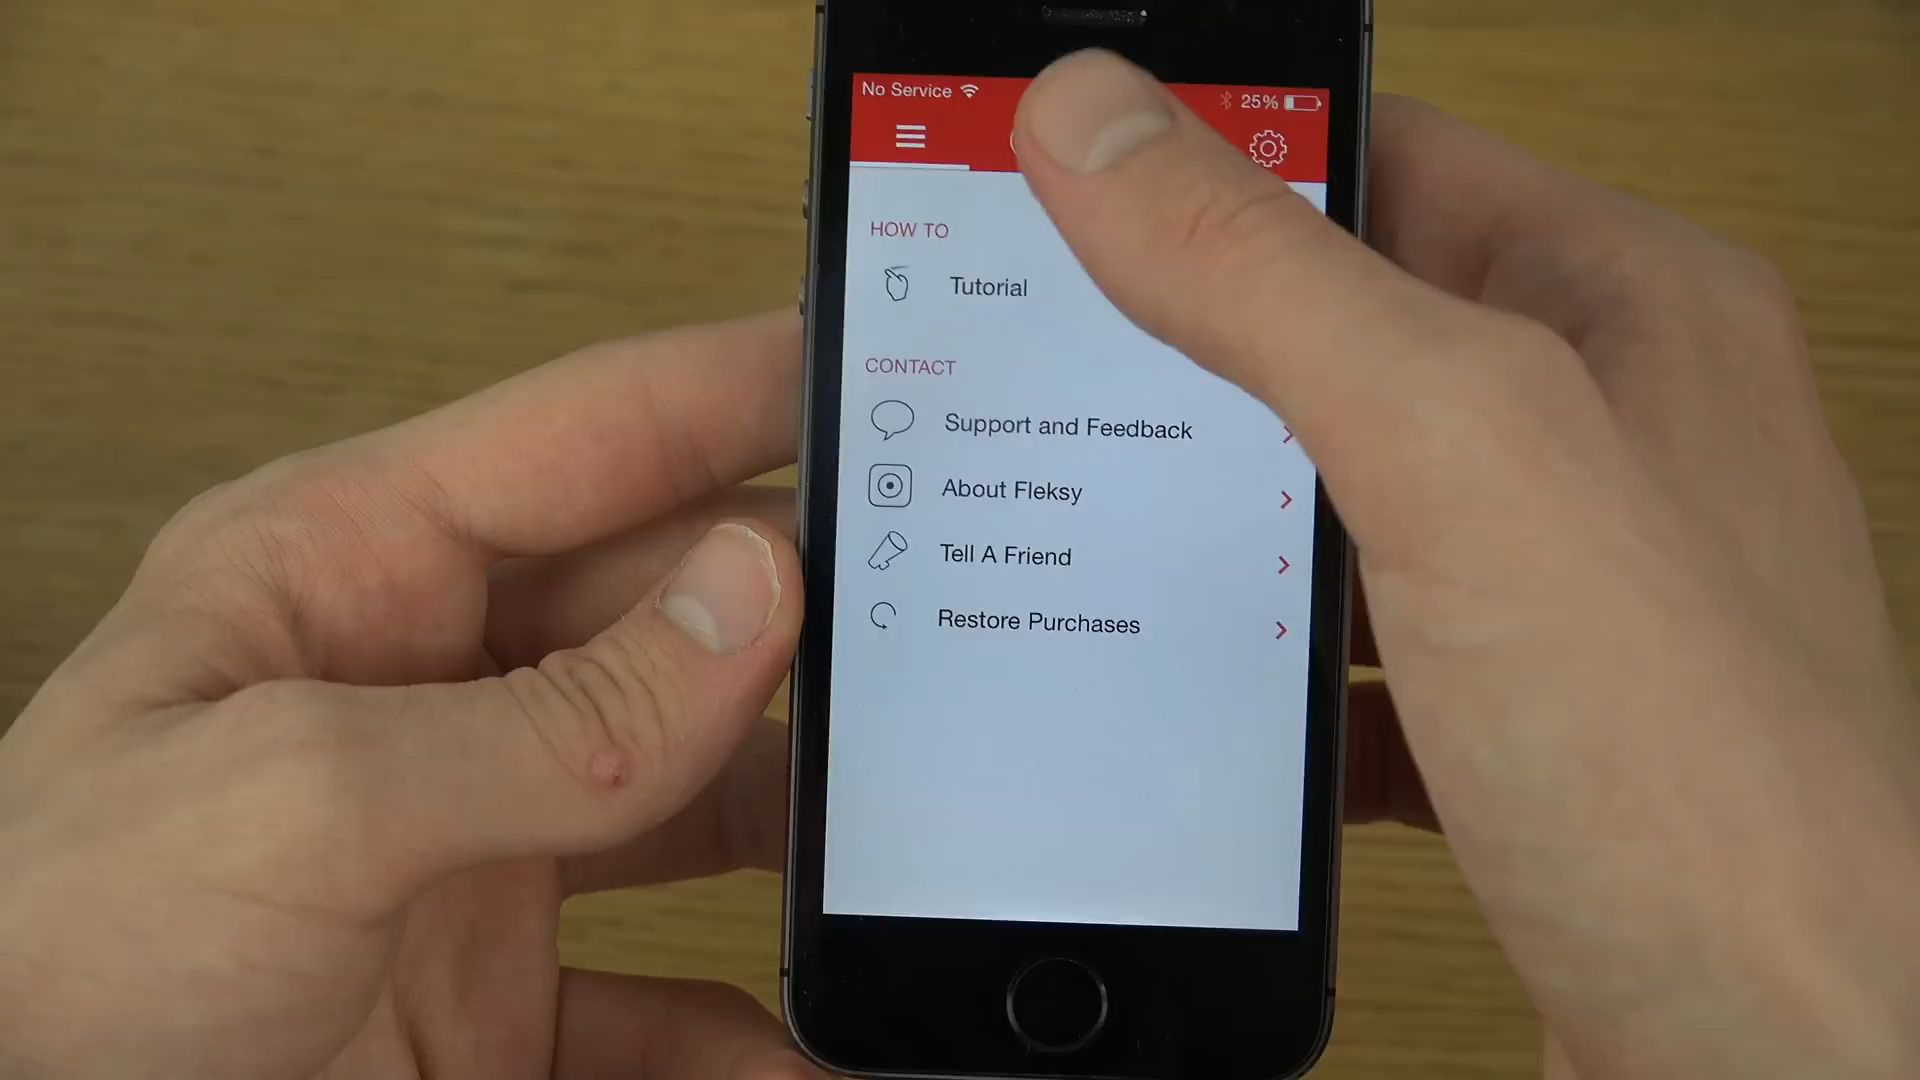 No Service
25%
HOW TO
Tutorial
CONTACT
Support and Feedback
About Fleksy
Tell A Friend
Restore Purchases